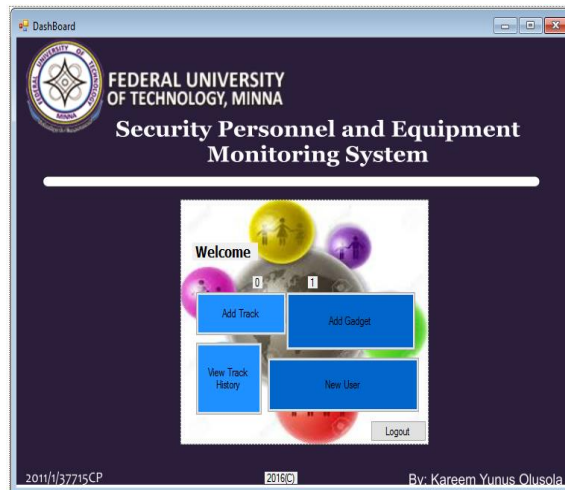 DashBoard
FEDERAL UNIVERSITY
OF TECHNOLOGY, MINNA
Security Personnel and Equipment
Monitoring System
Welcome
0 1
Add Track
Add Gadget
View Track
History
New User
Logout
2011/1/37715CP
2016(C)
By: Kareem Yunus Olusola